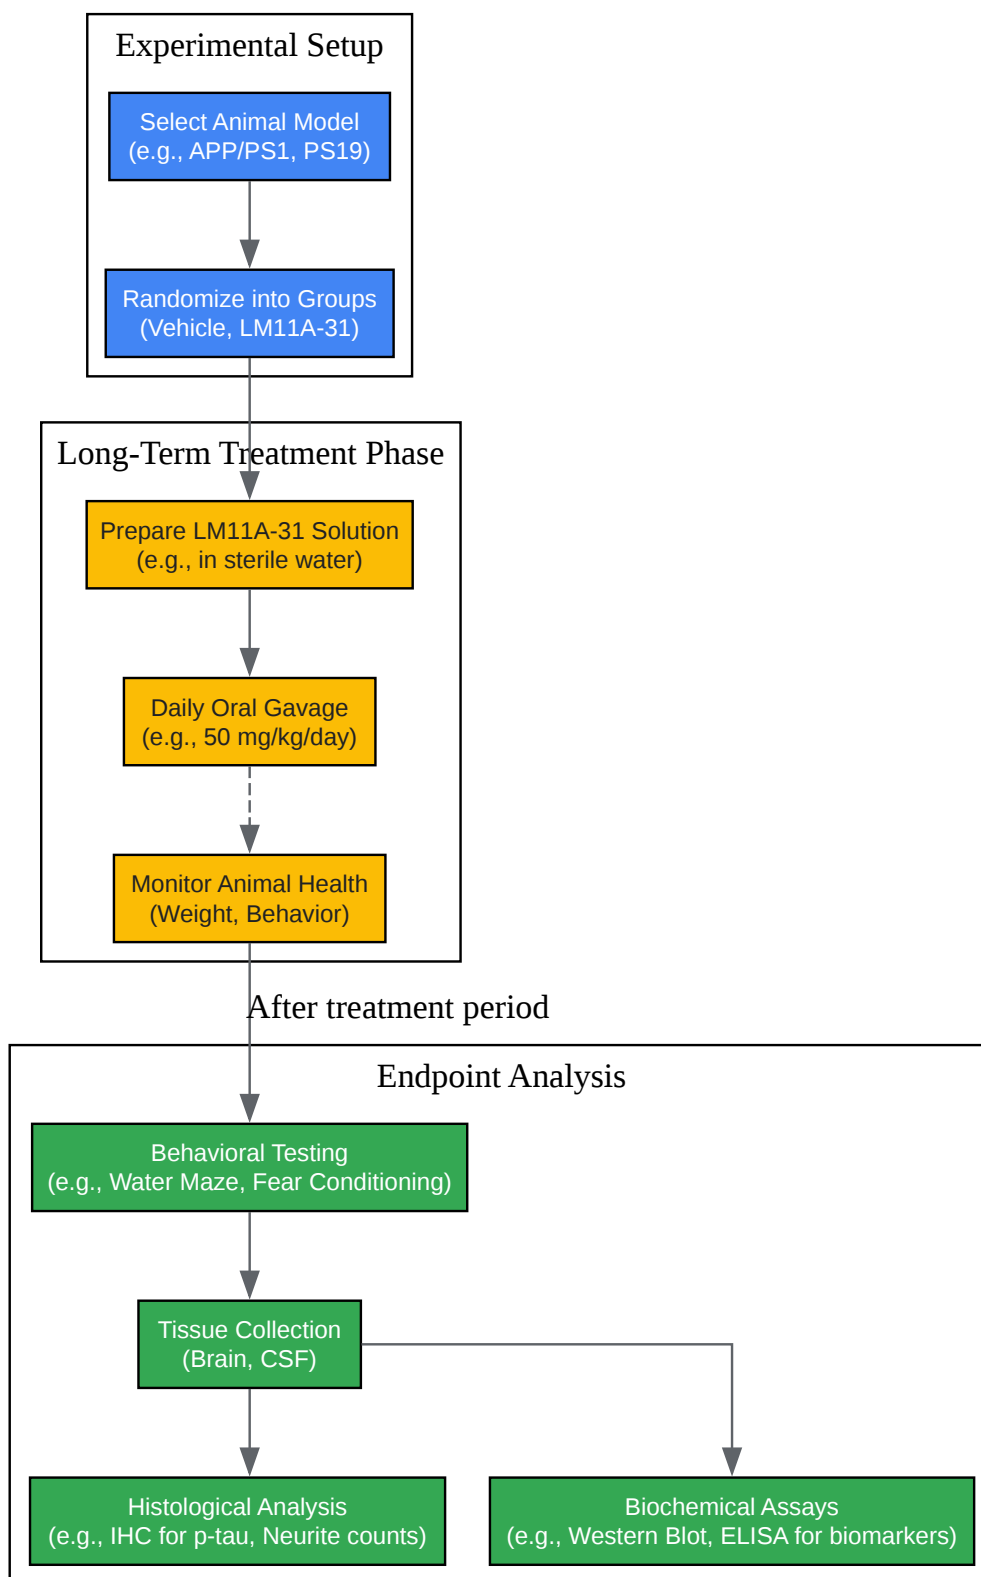 Experimental Setup
Select Animal Model
(e.g., APP/PS1, PS19)
Randomize into Groups
(Vehicle, LM11A-31)
Long-Term Treatment Phase
Prepare LM11A-31 Solution
(e.g., in sterile water)
Daily Oral Gavage
(e.g., 50 mg/kg/day)
Monitor Animal Health
(Weight, Behavior)
After treatment period
Endpoint Analysis
Behavioral Testing
(e.g., Water Maze, Fear Conditioning)
Tissue Collection
(Brain, CSF)
Histological Analysis
(e.g., IHC for p-tau, Neurite counts)
Biochemical Assays
(e.g., Western Blot, ELISA for biomarkers)